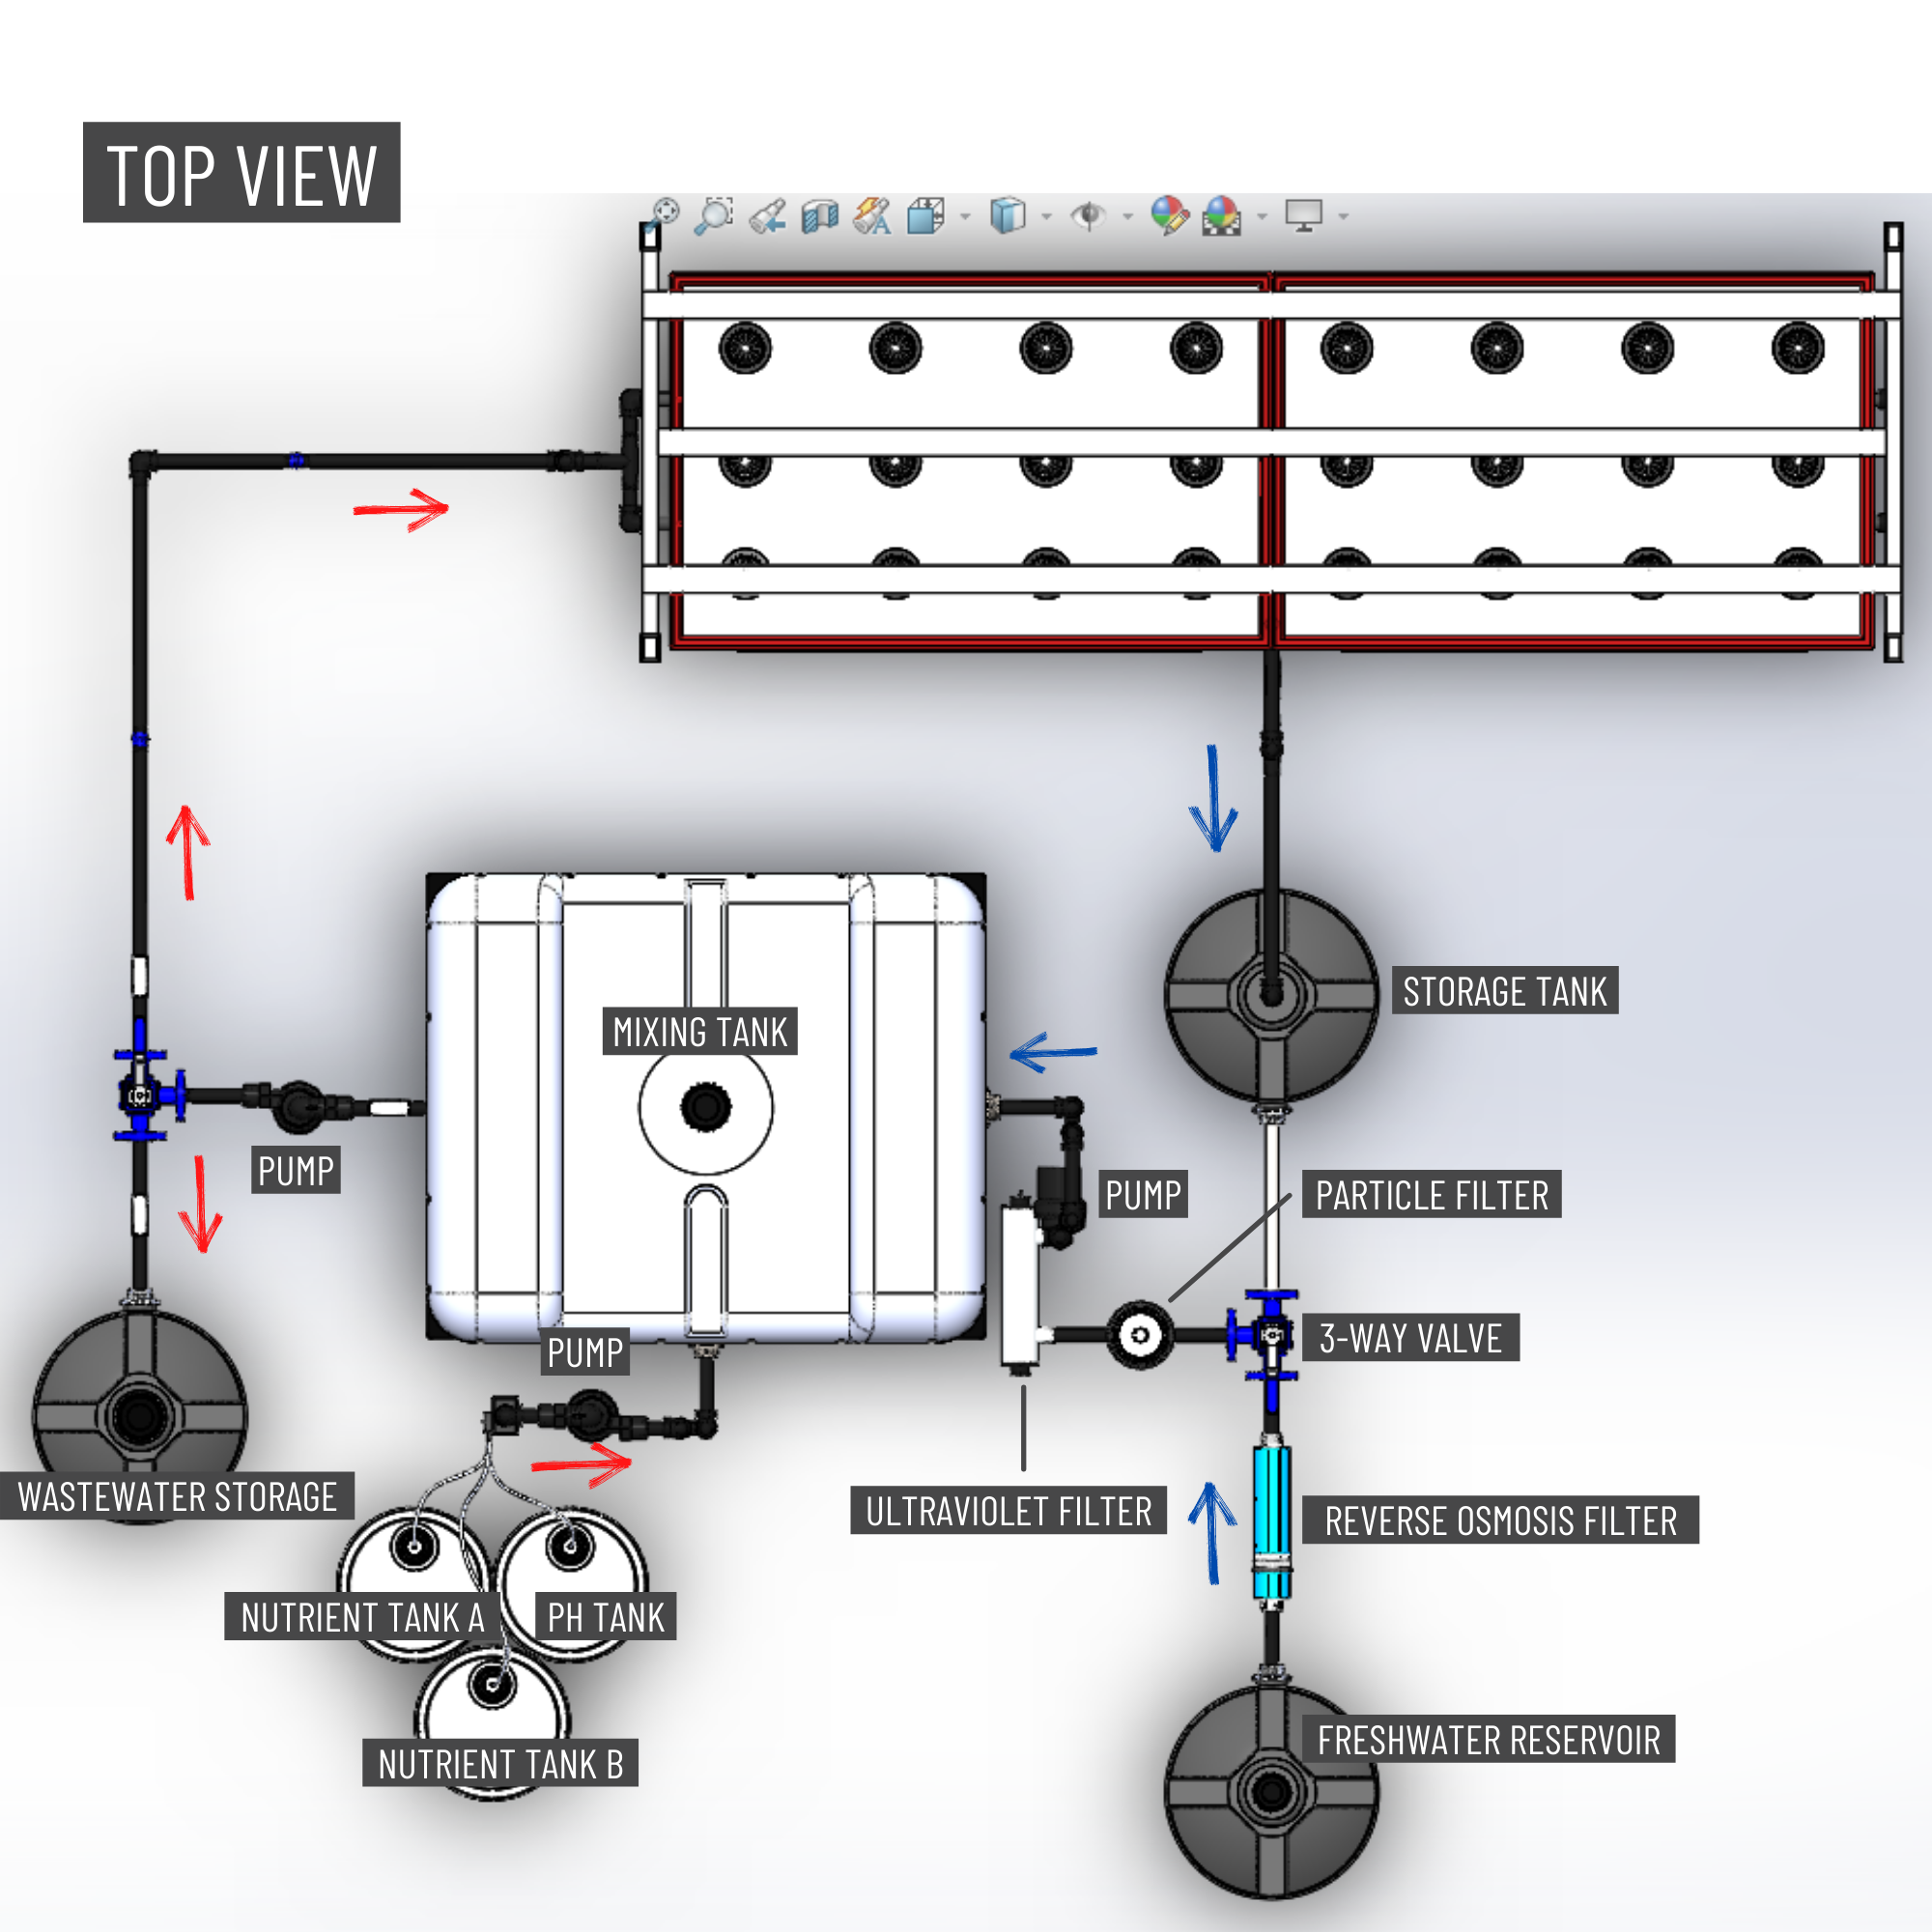 TOP VIEW
STORAGE TANK
MIXING TANK
PUMP
PUMP
PARTICLE FILTER
3-WAY VALVE
PUMP
WASTEWATER STORAGE
ULTRAVIOLET FILTER
REVERSE OSMOSIS FILTER
NUTRIENT TANK A
PH TANK
FRESHWATER RESERVOIR
NUTRIENT TANK B